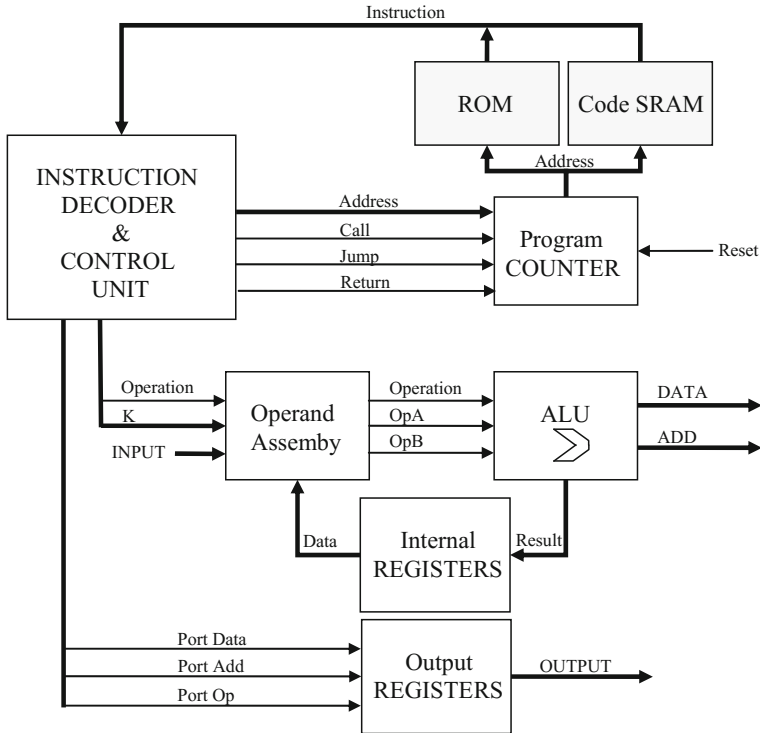 Instruction
ROM
Code SRAM
Address
INSTRUCTION
DECODER
&
CONTROL
UNIT
Address
Call
Jump
Return
Program
COUNTER
Reset
Operation
K
INPUT
Operand
Assemby
Operation
OpA
OpB
ALU
DATA
ADD
Data
Internal
REGISTERS
Result
Port Data
Port Add
Port Op
Output
REGISTERS
OUTPUT